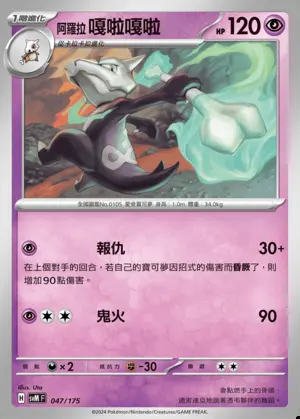 1階進化
阿羅拉 嘎啦嘎啦
HP 120
從卡拉卡拉進化
全國圖鑑No.0105 愛骨寶可夢 身高:1.0m 體重:34.0kg
報仇 30+
在上個對手的回合,若自己的寶可夢因招式的傷害而昏厥了,則
增加90點傷害。
鬼火 90
弱點 ×2 抵抗力 -30 撤退
illus. Uta
H SVM F 047/175
©2024 Pokémon/Nintendo/Creatures/GAME FREAK.